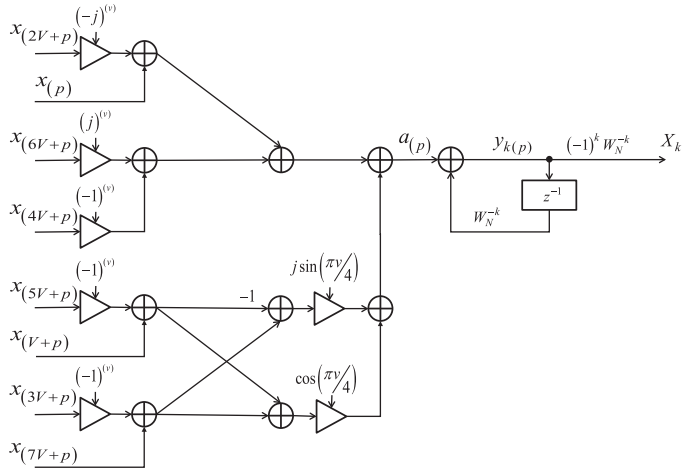 x(2V+p)
(-j)^(v)
x(p)
x(6V+p)
(j)^(v)
x(4V+p)
(-1)^(v)
a(p)
y_k(p)
(-1)^k W_N^-k
X_k
z^-1
W_N^-k
x(5V+p)
(-1)^(v)
x(V+p)
-1
j sin(πv/4)
x(3V+p)
(-1)^(v)
cos(πv/4)
x(7V+p)